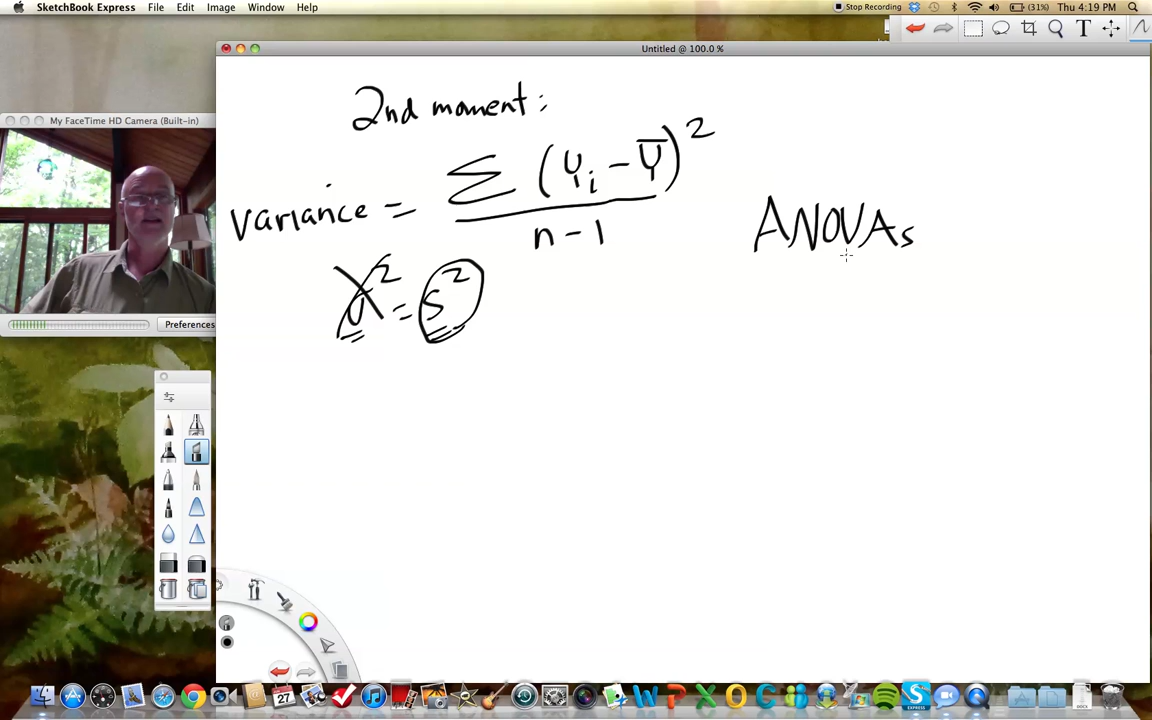 SketchBook Express File Edit Image Window Help
Stop Recording (31%) Thu 4:19 PM
Untitled @ 100.0 %
My FaceTime HD Camera (Built-in)
Preferences
2nd moment:
variance = Σ (Yi - Y̅)²
n - 1
= s²
ANOVAs